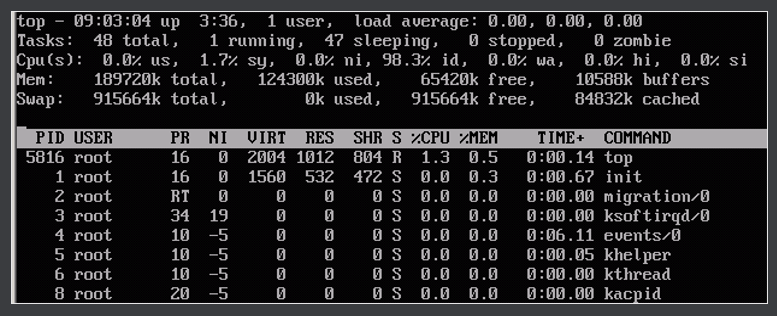 top - 09:03:04 up  3:36,  1 user,  load average: 0.00, 0.00, 0.00
Tasks:  48 total,   1 running,  47 sleeping,   0 stopped,   0 zombie
Cpu(s):  0.0% us,  1.7% sy,  0.0% ni, 98.3% id,  0.0% wa,  0.0% hi,  0.0% si
Mem:    189720k total,   124300k used,    65420k free,    10588k buffers
Swap:   915664k total,        0k used,   915664k free,    84832k cached
PID USER      PR  NI  VIRT  RES  SHR S %CPU %MEM    TIME+  COMMAND
5816 root      16   0  2004 1012  804 R  1.3  0.5   0:00.14 top
1 root      16   0  1560  532  472 S  0.0  0.3   0:00.67 init
2 root      RT   0     0    0    0 S  0.0  0.0   0:00.00 migration/0
3 root      34  19     0    0    0 S  0.0  0.0   0:00.00 ksoftirqd/0
4 root      10  -5     0    0    0 S  0.0  0.0   0:06.11 events/0
5 root      10  -5     0    0    0 S  0.0  0.0   0:00.05 khelper
6 root      10  -5     0    0    0 S  0.0  0.0   0:00.00 kthread
8 root      20  -5     0    0    0 S  0.0  0.0   0:00.00 kacpid